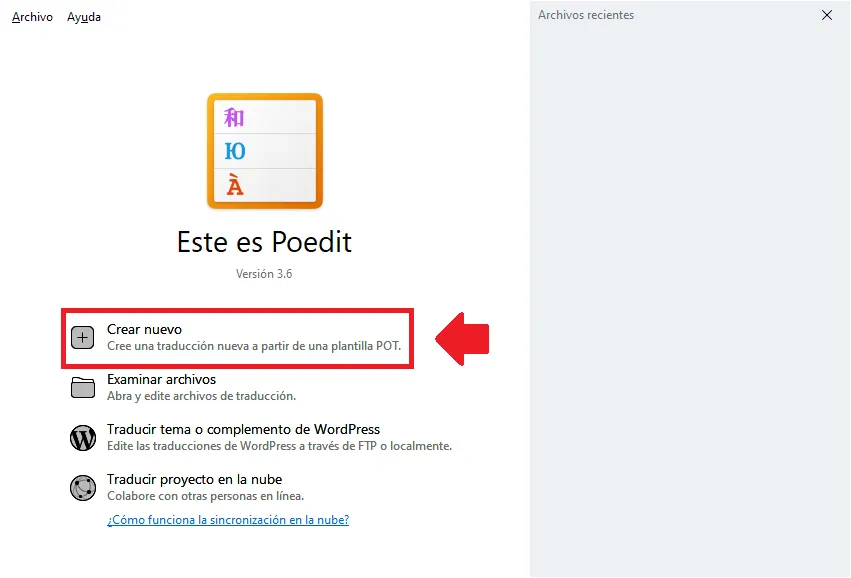 Archivo Ayuda
Archivos recientes
和
Ю
À
Este es Poedit
Versión 3.6
Crear nuevo
Cree una traducción nueva a partir de una plantilla POT.
Examinar archivos
Abra y edite archivos de traducción.
Traducir tema o complemento de WordPress
Edite las traducciones de WordPress a través de FTP o localmente.
Traducir proyecto en la nube
Colabore con otras personas en línea.
¿Cómo funciona la sincronización en la nube?